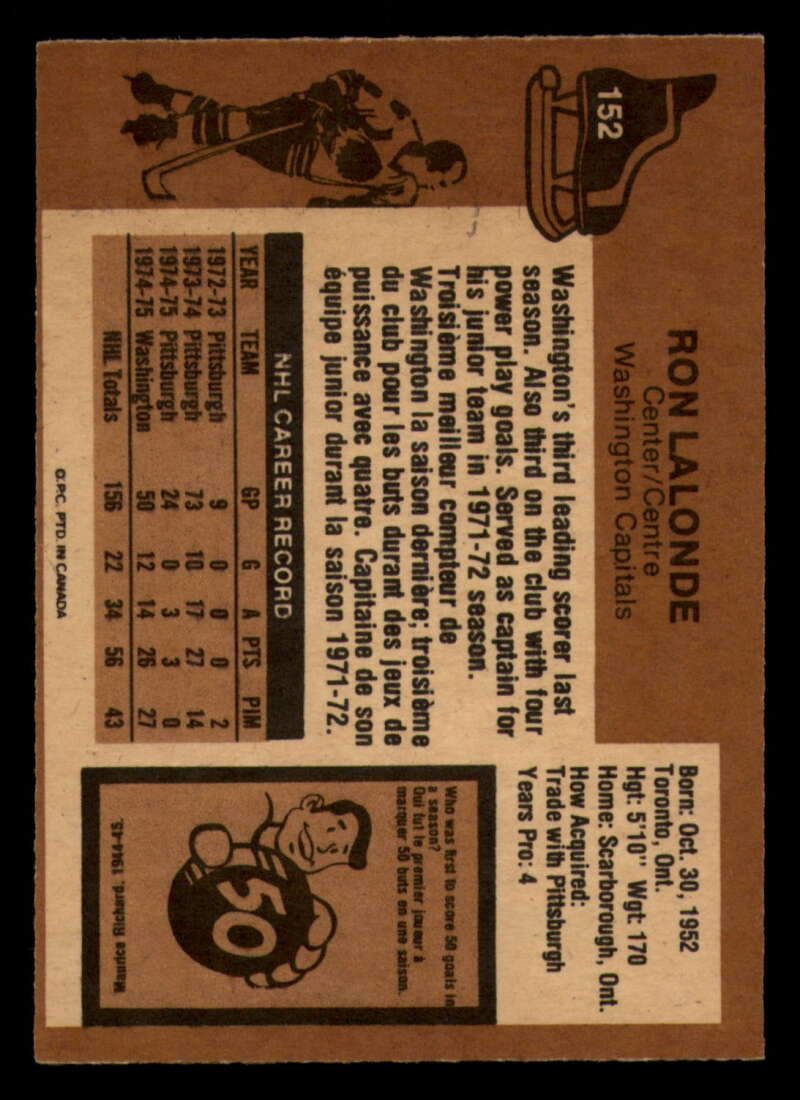 152
RON LALONDE
Center/Centre
Washington Capitals
Washington's third leading scorer last
season. Also third on the club with four
power play goals. Served as captain for
his junior team in 1971-72 season.
Troisième meilleur compteur de
Washington la saison dernière; troisième
du club pour les buts durant des jeux de
puissance avec quatre. Capitaine de son
équipe junior durant la saison 1971-72.
Born: Oct. 30, 1952
Toronto, Ont.
Hgt: 5'10" Wgt: 170
Home: Scarborough, Ont.
How Acquired:
Trade with Pittsburgh
Years Pro: 4
NHL CAREER RECORD
YEAR TEAM GP G A PTS PIM
1972-73 Pittsburgh 9 0 0 0 2
1973-74 Pittsburgh 73 10 17 27 14
1974-75 Pittsburgh 24 0 3 3 0
1974-75 Washington 50 12 14 26 27
NHL Totals 156 22 34 56 43
Who was first to score 50 goals in
a season?
Qui fut le premier joueur à
marquer 50 buts en une saison.
50
Maurice Richard, 1944-45.
O.P.C. PTD. IN CANADA